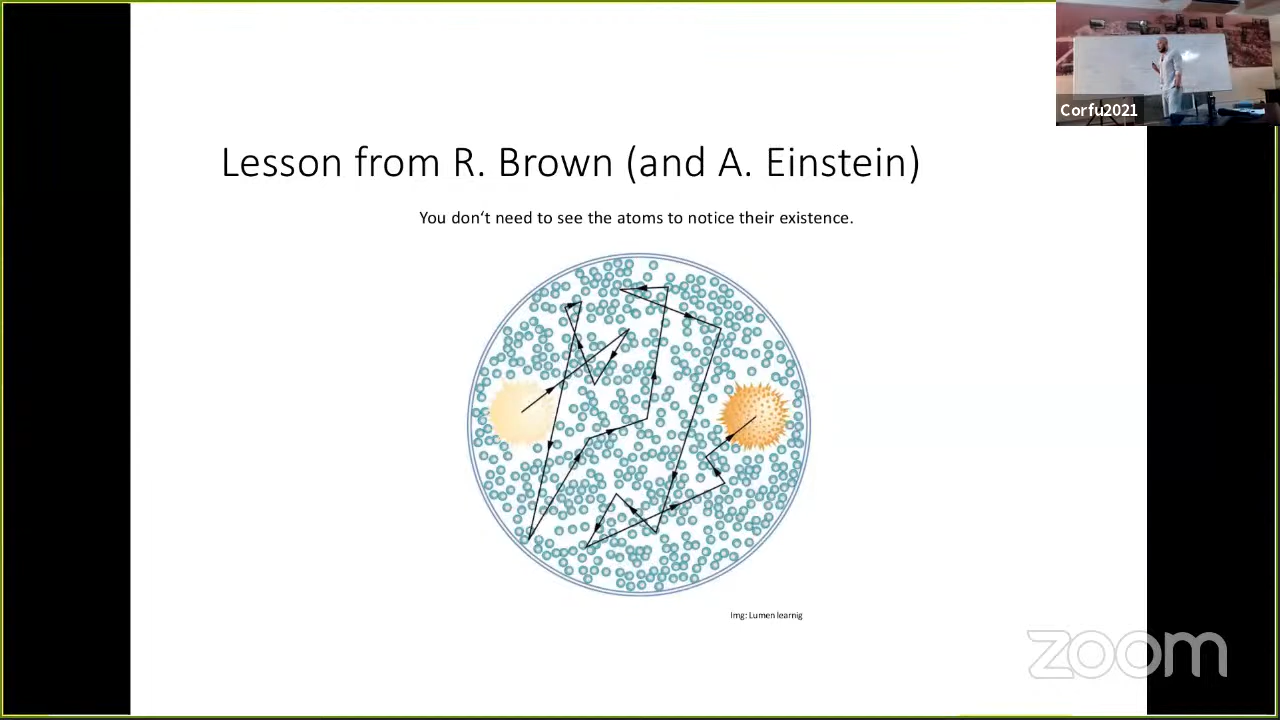 Corfu2021
Lesson from R. Brown (and A. Einstein)
You don‘t need to see the atoms to notice their existence.
Img: Lumen learnig
zoom